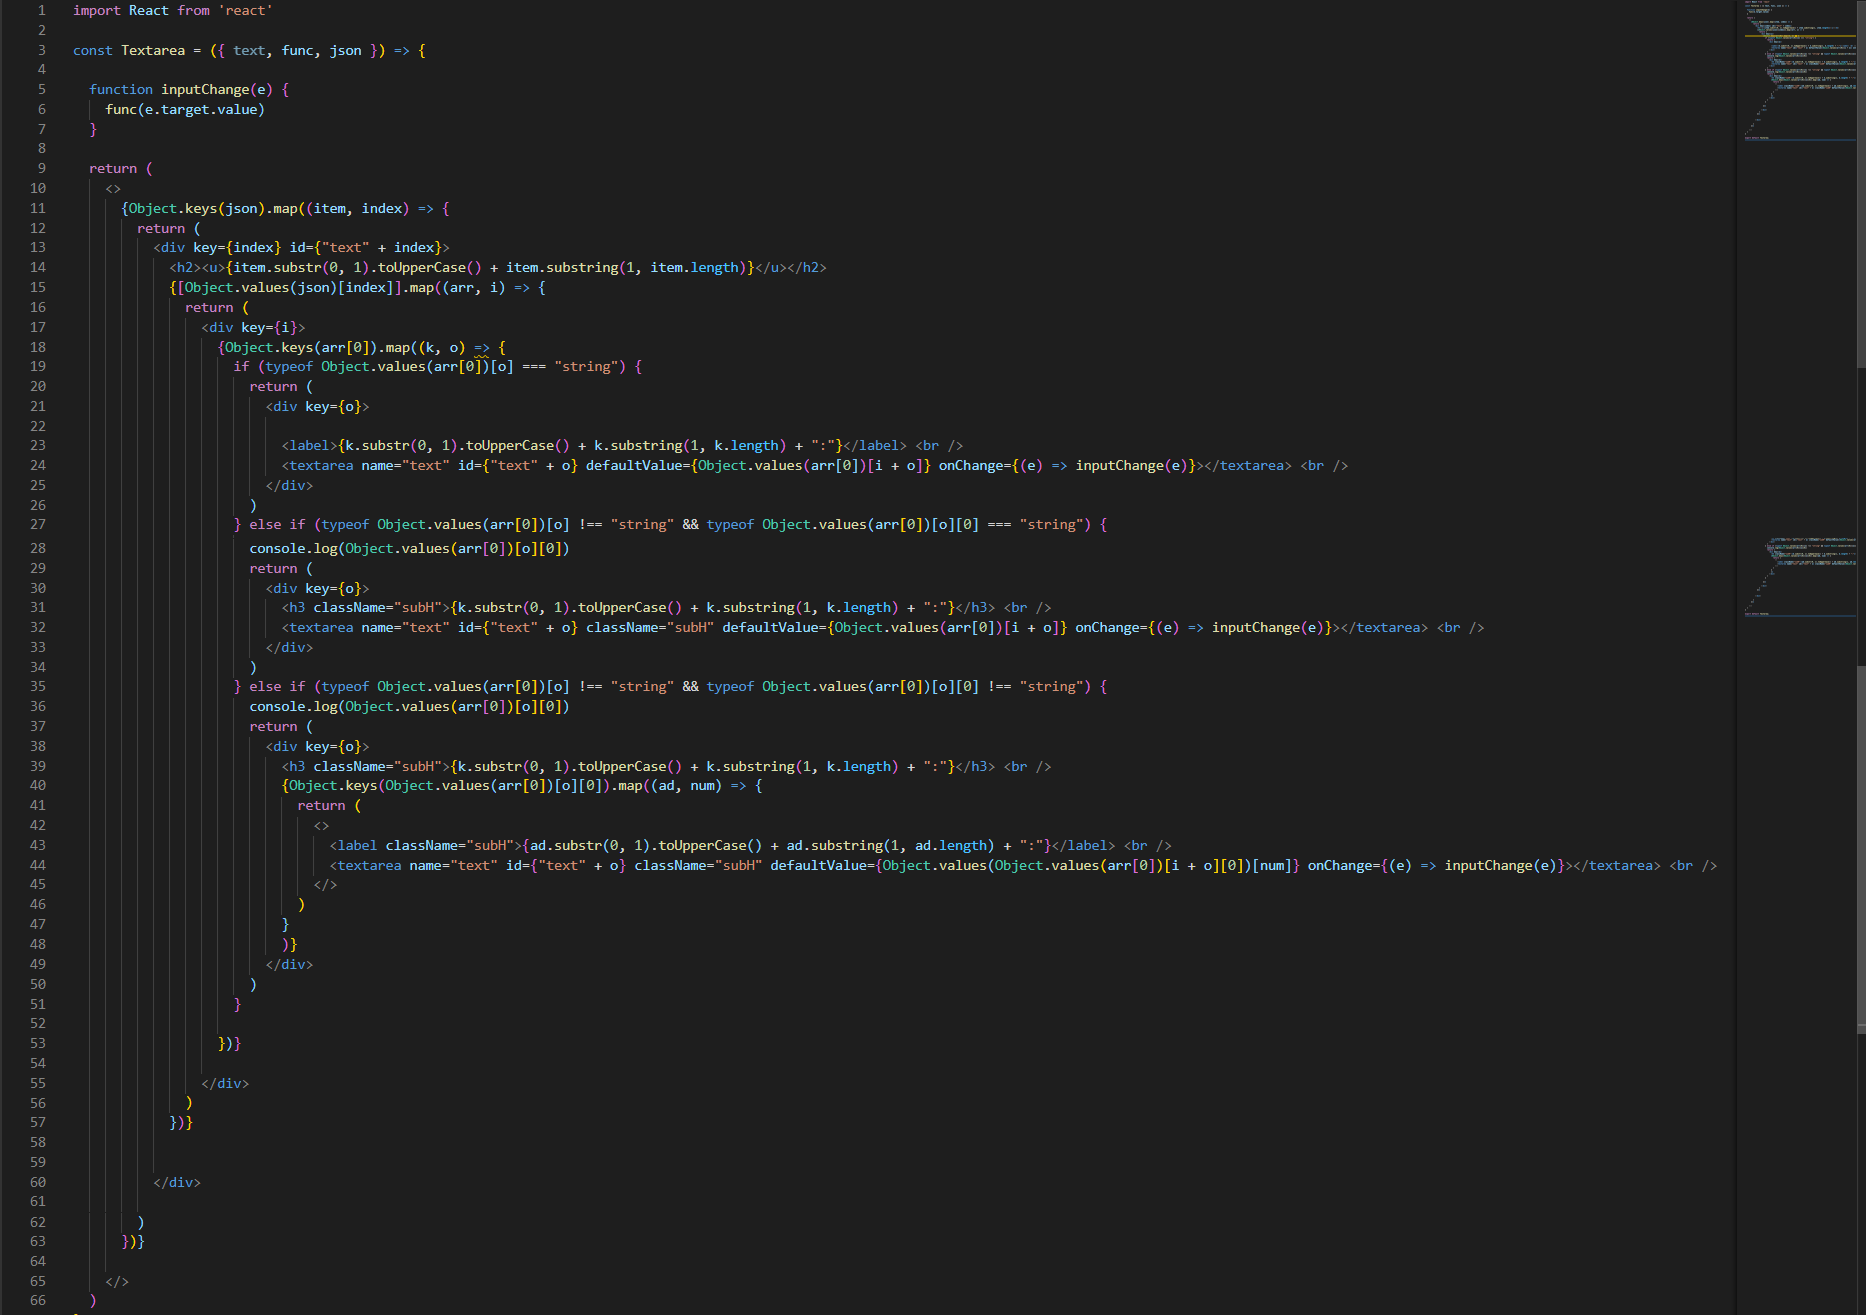 1 import React from 'react'
2
3 const Textarea = ({ text, func, json }) => {
4
5 function inputChange(e) {
6 func(e.target.value)
7 }
8
9 return (
10 <>
11 {Object.keys(json).map((item, index) => {
12 return (
13 <div key={index} id={"text" + index}>
14 <h2><u>{item.substr(0, 1).toUpperCase() + item.substring(1, item.length)}</u></h2>
15 {[Object.values(json)[index]].map((arr, i) => {
16 return (
17 <div key={i}>
18 {Object.keys(arr[0]).map((k, o) => {
19 if (typeof Object.values(arr[0])[o] === "string") {
20 return (
21 <div key={o}>
22
23 <label>{k.substr(0, 1).toUpperCase() + k.substring(1, k.length) + ":"}</label> <br />
24 <textarea name="text" id={"text" + o} defaultValue={Object.values(arr[0])[i + o]} onChange={(e) => inputChange(e)}></textarea> <br />
25 </div>
26 )
27 } else if (typeof Object.values(arr[0])[o] !== "string" && typeof Object.values(arr[0])[o][0] === "string") {
28 console.log(Object.values(arr[0])[o][0])
29 return (
30 <div key={o}>
31 <h3 className="subH">{k.substr(0, 1).toUpperCase() + k.substring(1, k.length) + ":"}</h3> <br />
32 <textarea name="text" id={"text" + o} className="subH" defaultValue={Object.values(arr[0])[i + o]} onChange={(e) => inputChange(e)}></textarea> <br />
33 </div>
34 )
35 } else if (typeof Object.values(arr[0])[o] !== "string" && typeof Object.values(arr[0])[o][0] !== "string") {
36 console.log(Object.values(arr[0])[o][0])
37 return (
38 <div key={o}>
39 <h3 className="subH">{k.substr(0, 1).toUpperCase() + k.substring(1, k.length) + ":"}</h3> <br />
40 {Object.keys(Object.values(arr[0])[o][0]).map((ad, num) => {
41 return (
42 <>
43 <label className="subH">{ad.substr(0, 1).toUpperCase() + ad.substring(1, ad.length) + ":"}</label> <br />
44 <textarea name="text" id={"text" + o} className="subH" defaultValue={Object.values(Object.values(arr[0])[i + o][0])[num]} onChange={(e) => inputChange(e)}></textarea> <br />
45 </>
46 )
47 }
48 )}
49 </div>
50 )
51 }
52
53 })}
54
55 </div>
56 )
57 })}
58
59
60 </div>
61
62 )
63 })}
64
65 </>
66 )